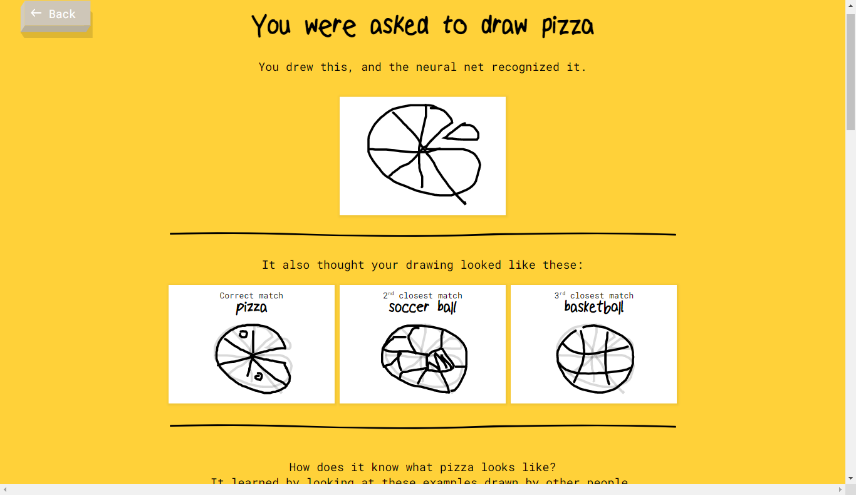 ← Back
You were asked to draw pizza
You drew this, and the neural net recognized it.
It also thought your drawing looked like these:
Correct match
pizza
2nd closest match
soccer ball
3rd closest match
basketball
How does it know what pizza looks like?
It learned by looking at these examples drawn by other people.